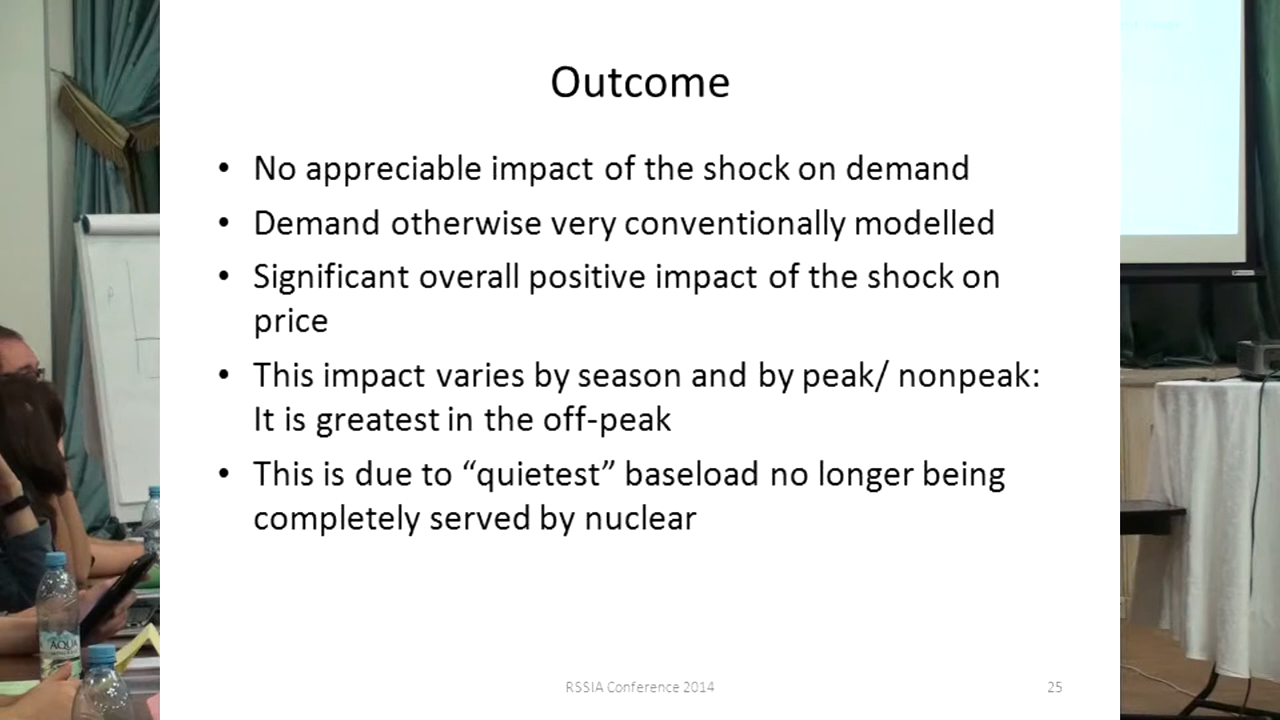 Outcome
• No appreciable impact of the shock on demand
• Demand otherwise very conventionally modelled
• Significant overall positive impact of the shock on
price
• This impact varies by season and by peak/ nonpeak:
It is greatest in the off-peak
• This is due to “quietest” baseload no longer being
completely served by nuclear
RSSIA Conference 2014
25
AQUA